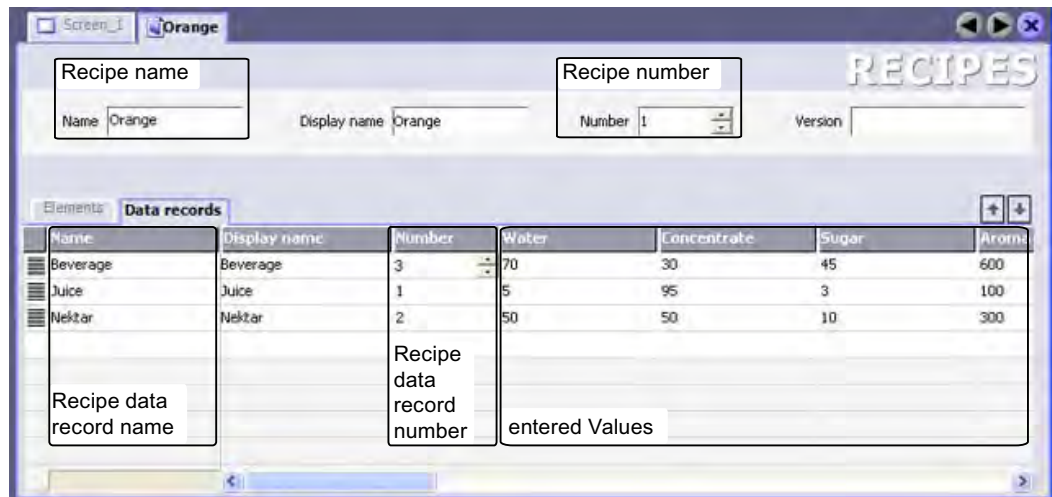 Screen_1 Orange
Recipe name Recipe number RECIPES
Name Orange Display name Orange Number 1 Version
Elements Data records
Name Display name Number Water Concentrate Sugar Aroma
Beverage Beverage 3 70 30 45 600
Juice Juice 1 5 95 3 100
Nektar Nektar 2 50 50 10 300
Recipe data record name
Recipe data record number
entered Values